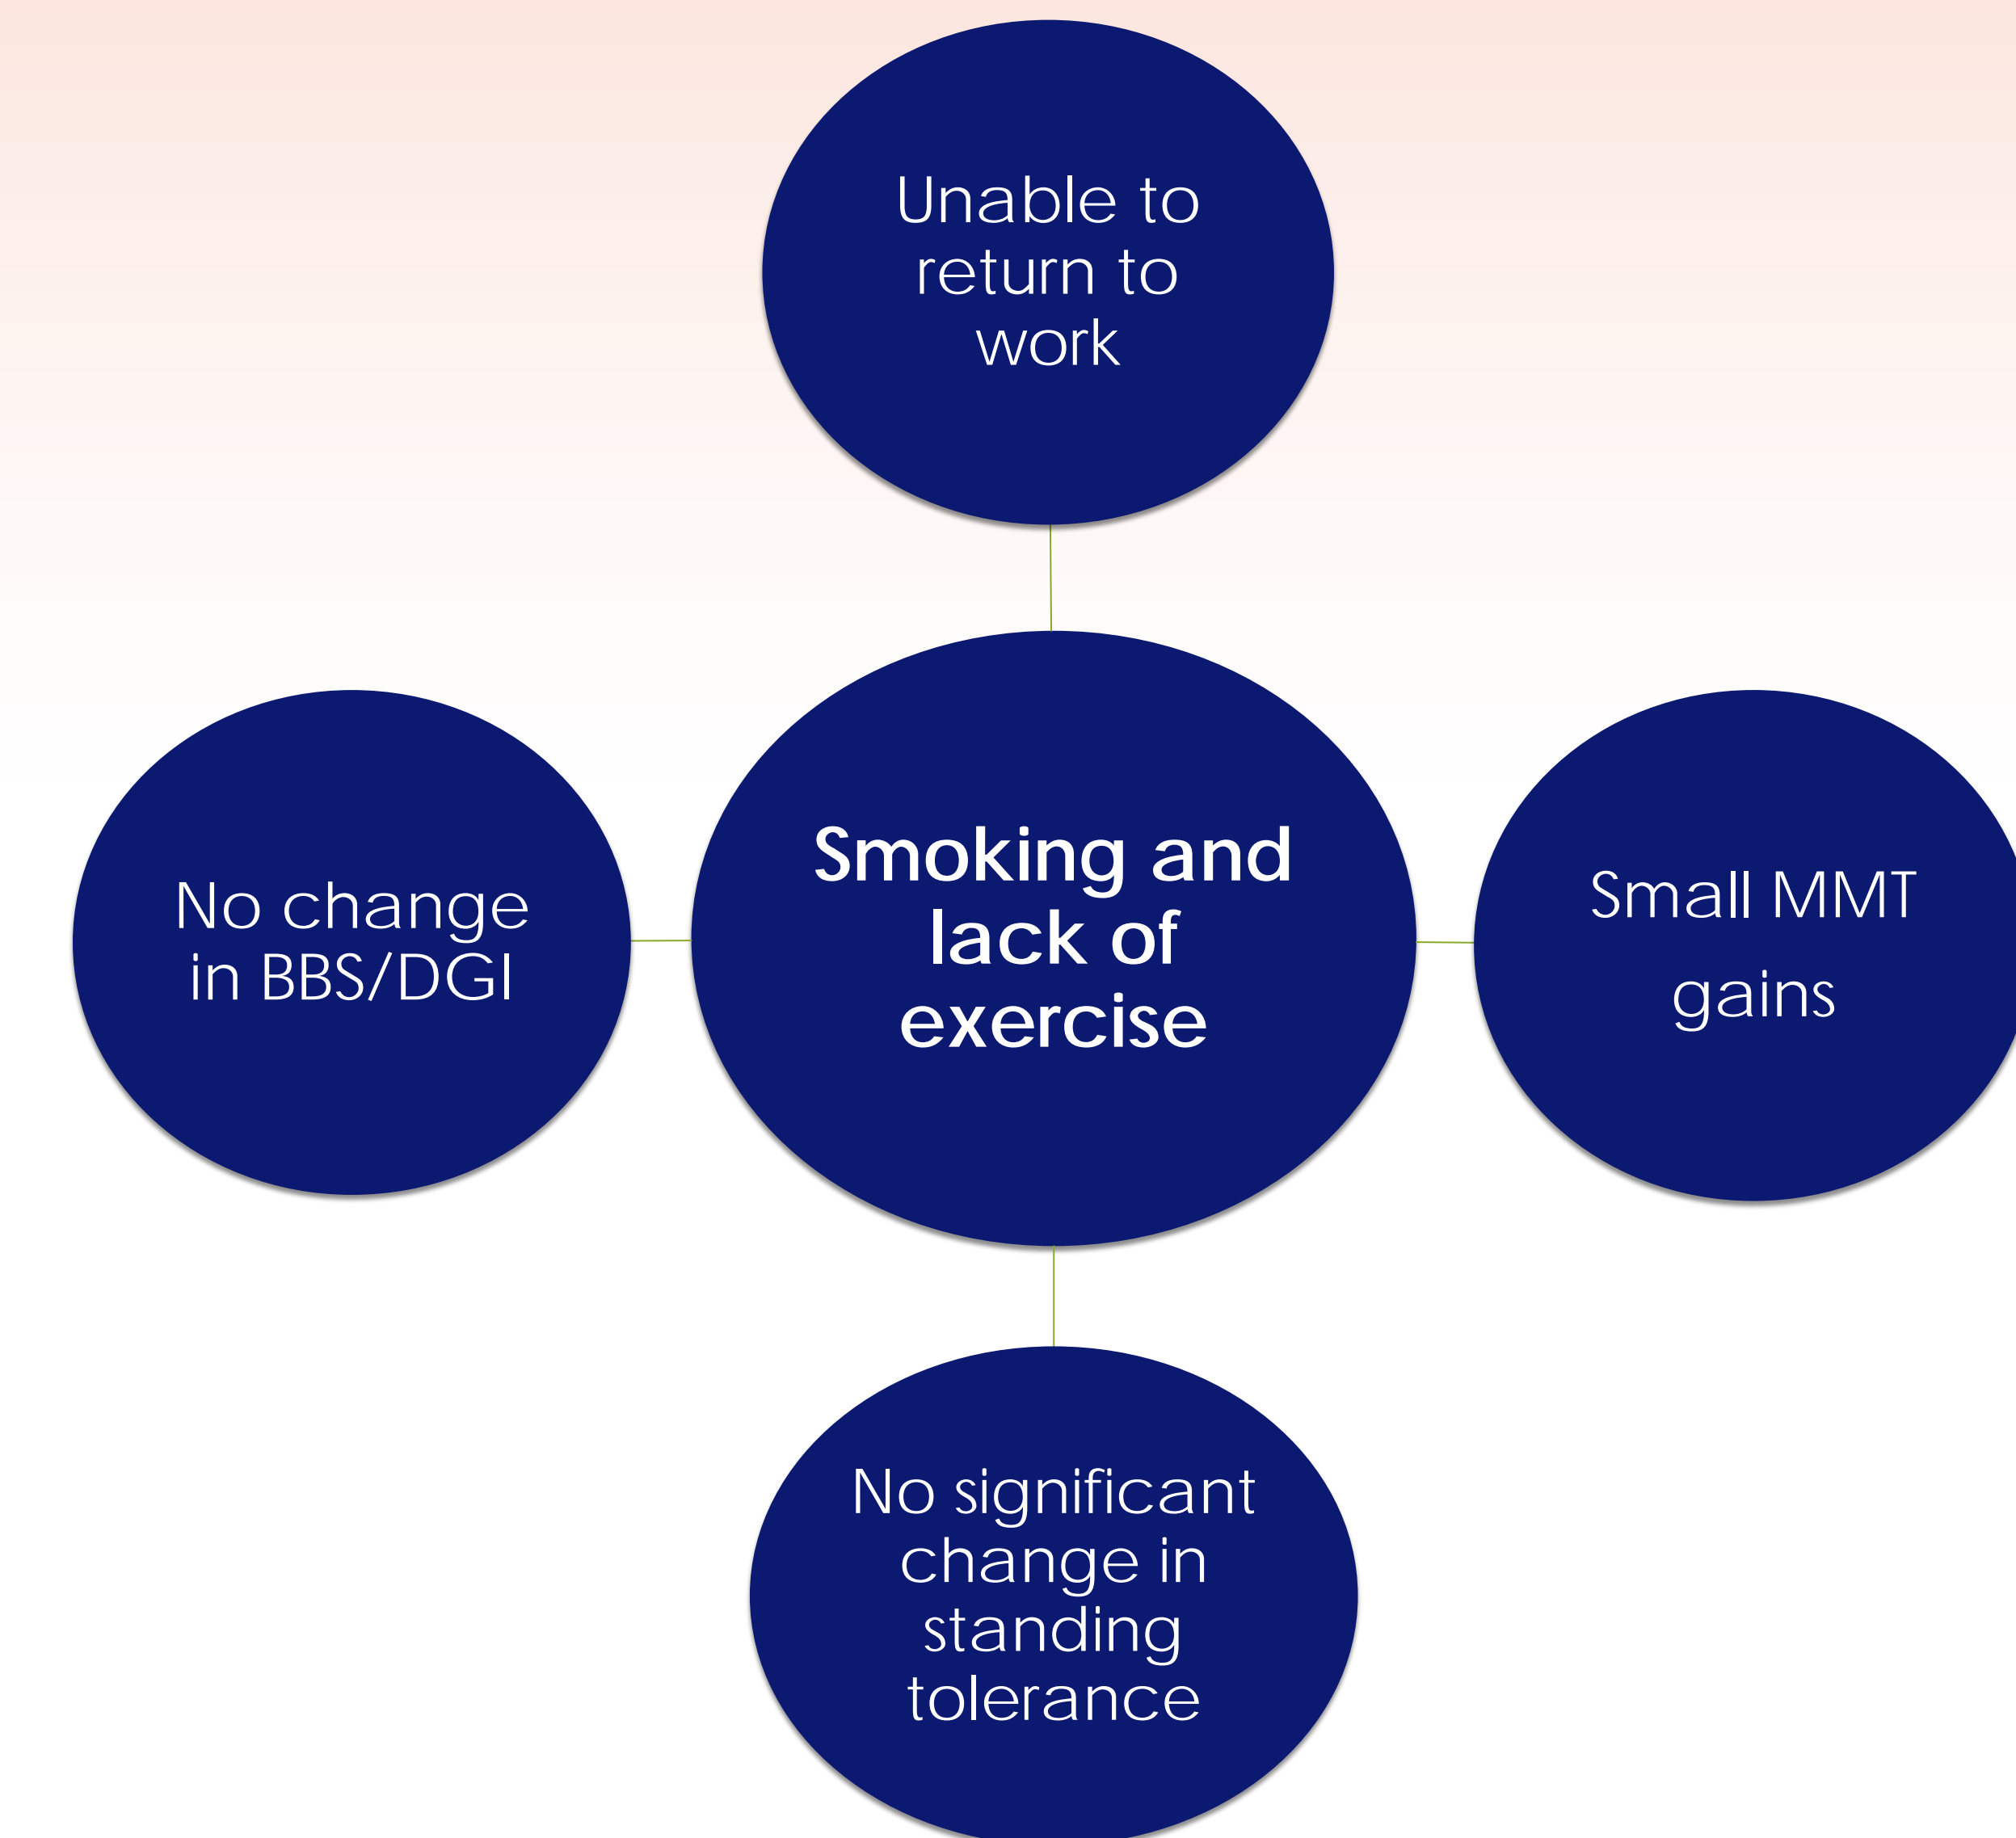 Unable to
return to
work
No change
in BBS/DGI
Smoking and
lack of
exercise
Small MMT
gains
No significant
change in
standing
tolerance